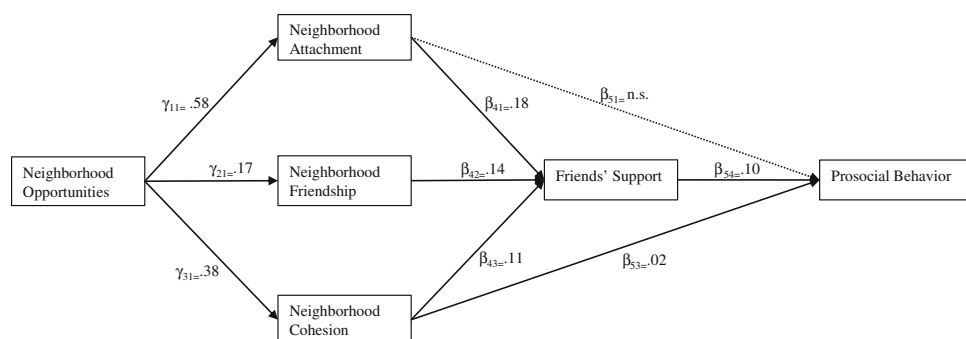 Neighborhood
Attachment
β51= n.s.
γ11= .58
β41=.18
Neighborhood
Opportunities
γ21=.17
Neighborhood
Friendship
β42=.14
Friends’ Support
β54=.10
Prosocial Behavior
γ31=.38
β43=.11
β53=.02
Neighborhood
Cohesion